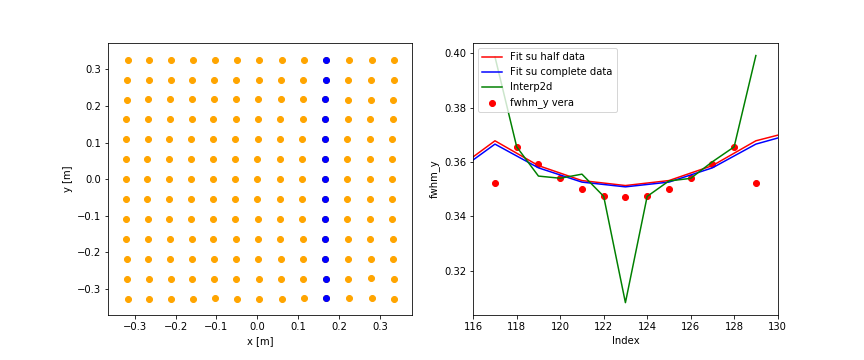 0.3
0.2
0.1
0.0
−0.1
−0.2
−0.3
y [m]
−0.3 −0.2 −0.1 0.0 0.1 0.2 0.3
x [m]
0.40
0.38
0.36
0.34
0.32
fwhm_y
Fit su half data
Fit su complete data
Interp2d
fwhm_y vera
116 118 120 122 124 126 128 130
Index